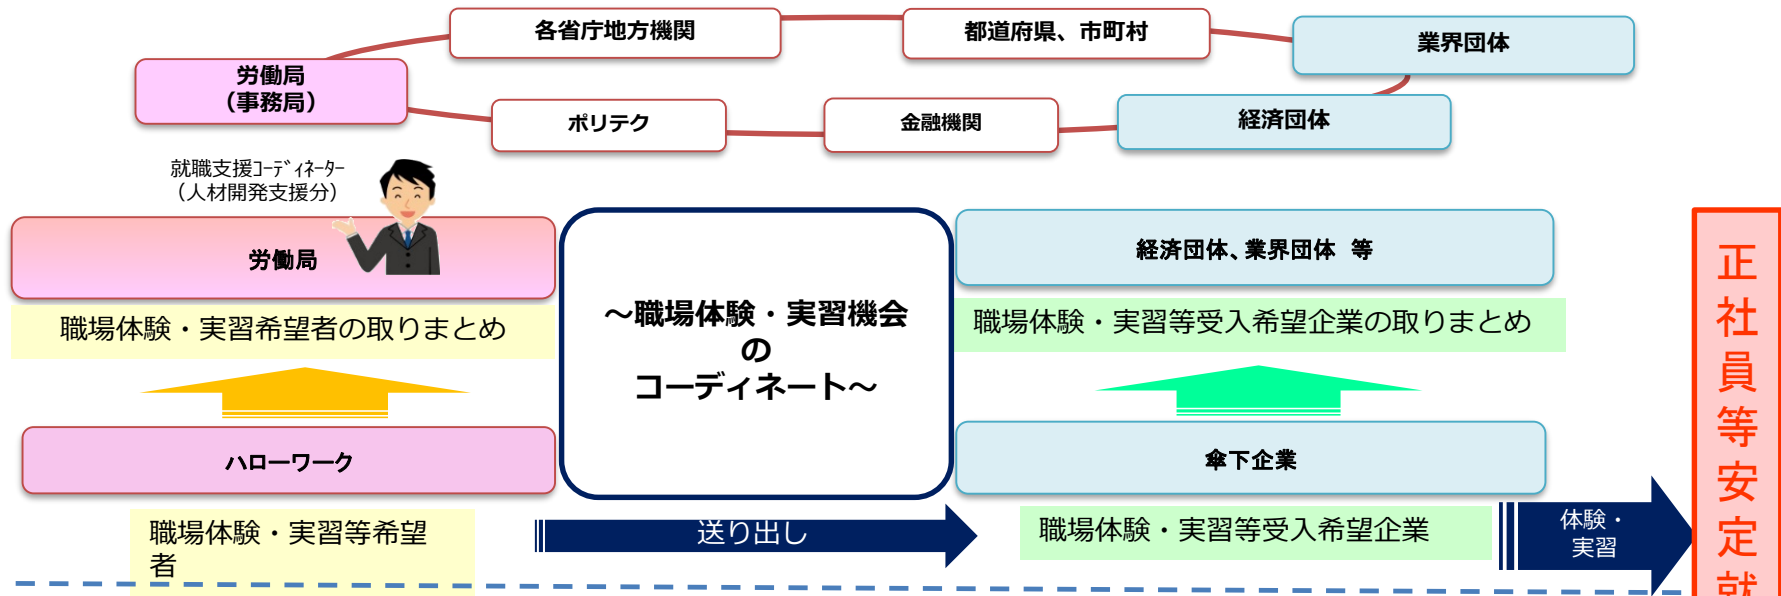 各省庁地方機関
都道府県、市町村
業界団体
労働局
（事務局）
ポリテク
金融機関
経済団体
就職支援ｺｰﾃﾞｨﾈｰﾀｰ
（人材開発支援分）
労働局
経済団体、業界団体 等
職場体験・実習希望者の取りまとめ
～職場体験・実習機会
の
コーディネート～
職場体験・実習等受入希望企業の取りまとめ
ハローワーク
傘下企業
職場体験・実習等希望
者
送り出し
職場体験・実習等受入希望企業
体験・
実習
正社員等安定就